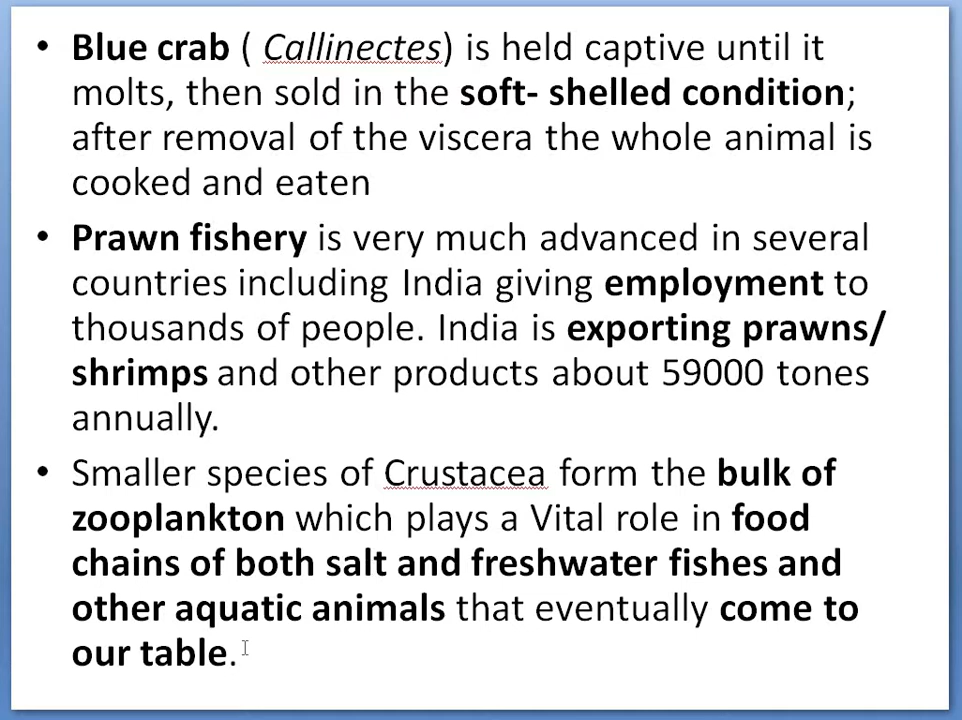 • Blue crab ( Callinectes) is held captive until it
molts, then sold in the soft- shelled condition;
after removal of the viscera the whole animal is
cooked and eaten
• Prawn fishery is very much advanced in several
countries including India giving employment to
thousands of people. India is exporting prawns/
shrimps and other products about 59000 tones
annually.
• Smaller species of Crustacea form the bulk of
zooplankton which plays a Vital role in food
chains of both salt and freshwater fishes and
other aquatic animals that eventually come to
our table.